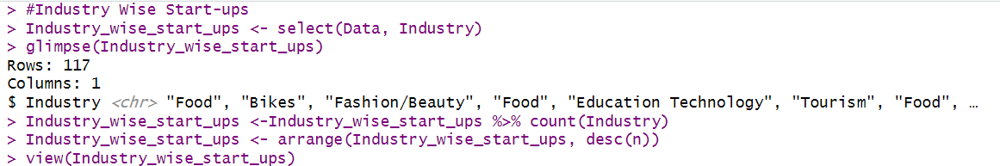 > #Industry Wise Start-ups
> Industry_wise_start_ups <- select(Data, Industry)
> glimpse(Industry_wise_start_ups)
Rows: 117
Columns: 1
$ Industry <chr> "Food", "Bikes", "Fashion/Beauty", "Food", "Education Technology", "Tourism", "Food", …
> Industry_wise_start_ups <-Industry_wise_start_ups %>% count(Industry)
> Industry_wise_start_ups <- arrange(Industry_wise_start_ups, desc(n))
> view(Industry_wise_start_ups)